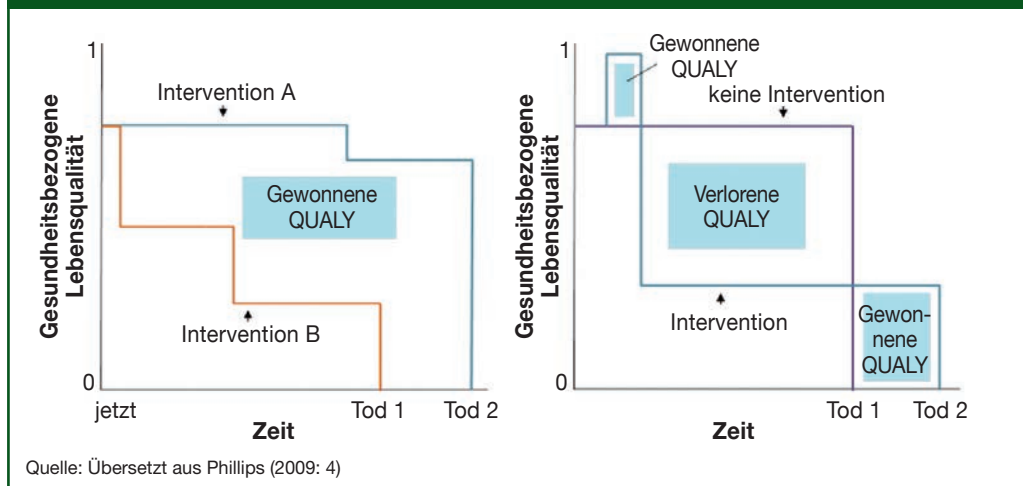 1
Gesundheitsbezogene
Lebensqualität
Intervention A
Gewonnene
QUALY
Intervention B
0
jetzt
Tod 1
Tod 2
Zeit
1
Gesundheitsbezogene
Lebensqualität
Gewonnene
QUALY
keine Intervention
Verlorene
QUALY
Intervention
Gewon-
nene
QUALY
0
Tod 1
Tod 2
Zeit
Quelle: Übersetzt aus Phillips (2009: 4)